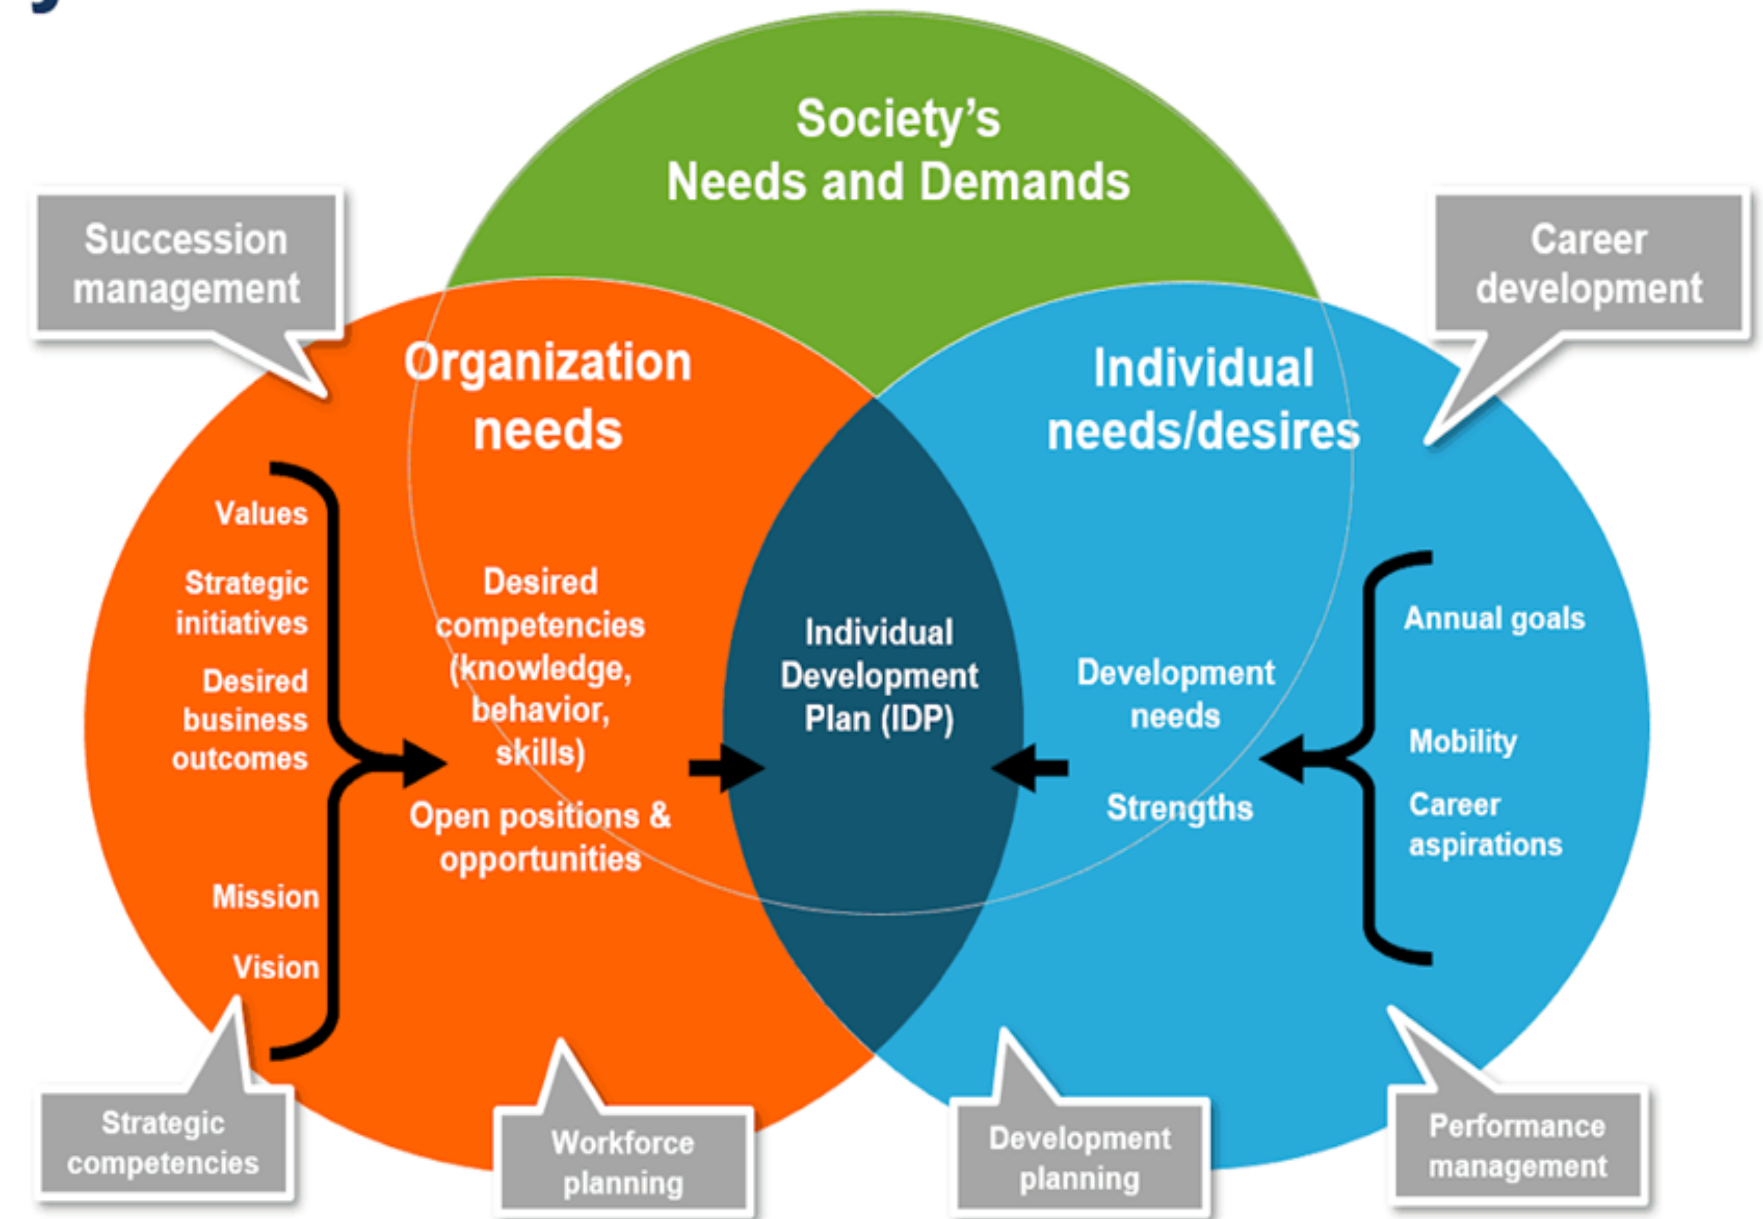 Society's
Needs and Demands
Succession
management
Career
development
Organization
needs
Individual
needs/desires
Values
Strategic
initiatives
Desired
business
outcomes
Mission
Vision
Desired
competencies
(knowledge,
behavior,
skills)
Open positions &
opportunities
Individual
Development
Plan (IDP)
Development
needs
Strengths
Annual goals
Mobility
Career
aspirations
Strategic
competencies
Workforce
planning
Development
planning
Performance
management